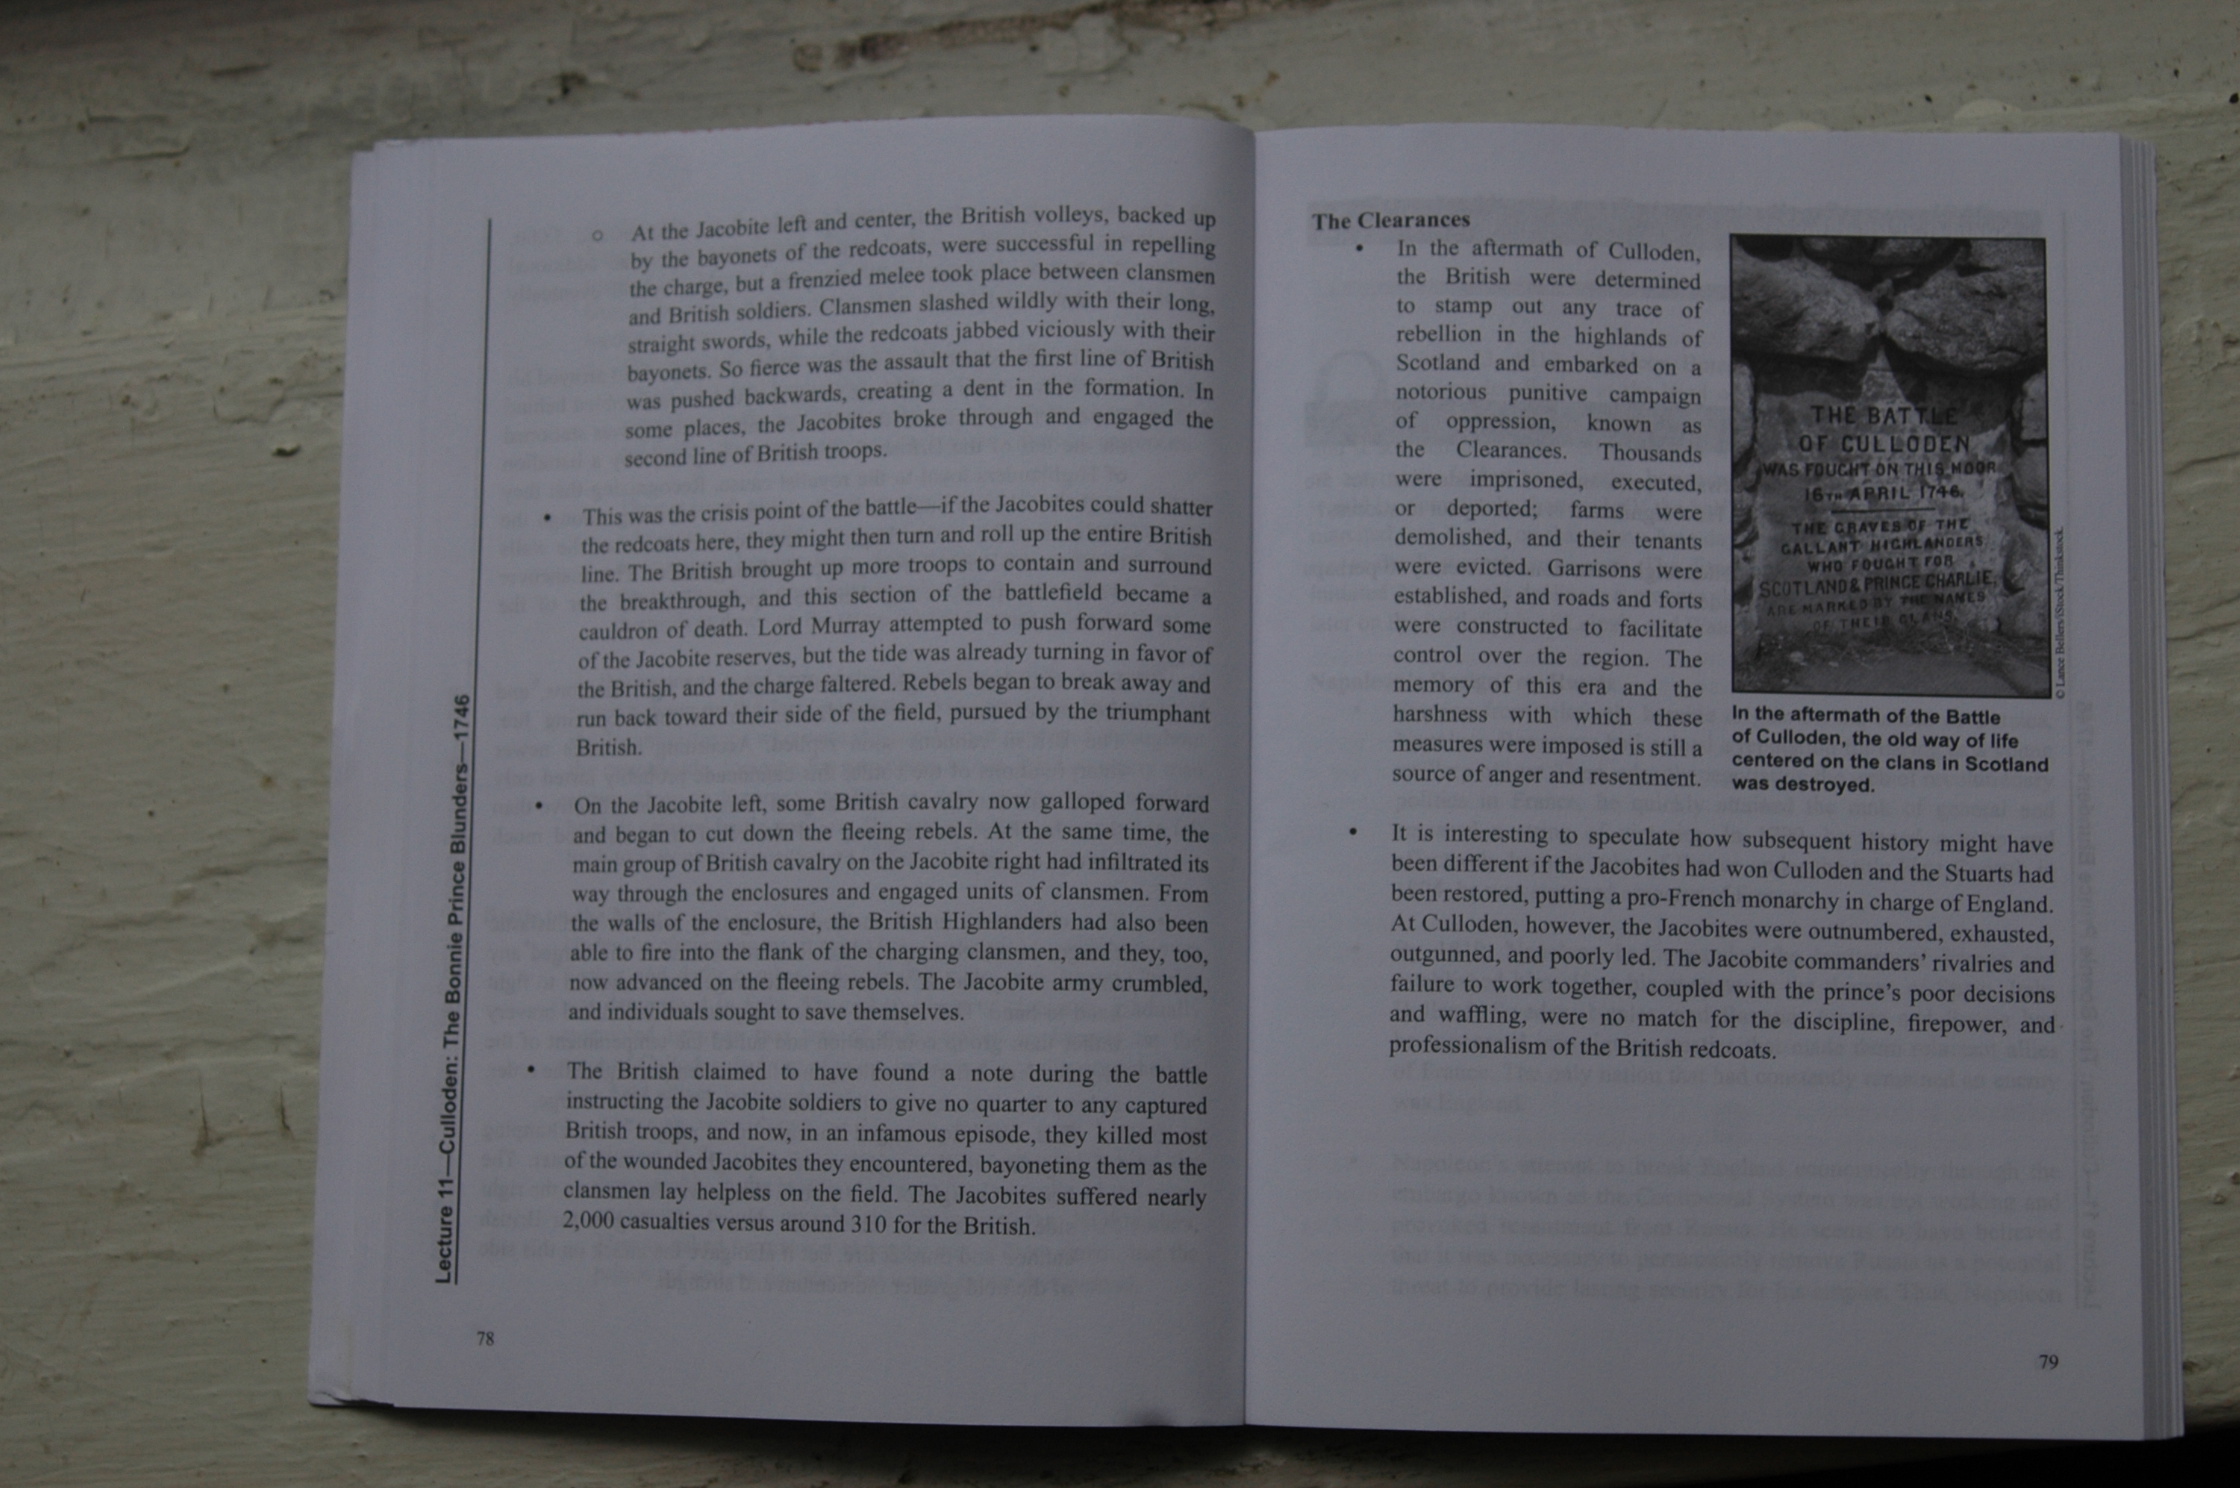 ○ At the Jacobite left and center, the British volleys, backed up
by the bayonets of the redcoats, were successful in repelling
the charge, but a frenzied melee took place between clansmen
and British soldiers. Clansmen slashed wildly with their long,
straight swords, while the redcoats jabbed viciously with their
bayonets. So fierce was the assault that the first line of British
was pushed backwards, creating a dent in the formation. In
some places, the Jacobites broke through and engaged the
second line of British troops.
• This was the crisis point of the battle—if the Jacobites could shatter
the redcoats here, they might then turn and roll up the entire British
line. The British brought up more troops to contain and surround
the breakthrough, and this section of the battlefield became a
cauldron of death. Lord Murray attempted to push forward some
of the Jacobite reserves, but the tide was already turning in favor of
the British, and the charge faltered. Rebels began to break away and
run back toward their side of the field, pursued by the triumphant
British.
• On the Jacobite left, some British cavalry now galloped forward
and began to cut down the fleeing rebels. At the same time, the
main group of British cavalry on the Jacobite right had infiltrated its
way through the enclosures and engaged units of clansmen. From
the walls of the enclosure, the British Highlanders had also been
able to fire into the flank of the charging clansmen, and they, too,
now advanced on the fleeing rebels. The Jacobite army crumbled,
and individuals sought to save themselves.
• The British claimed to have found a note during the battle
instructing the Jacobite soldiers to give no quarter to any captured
British troops, and now, in an infamous episode, they killed most
of the wounded Jacobites they encountered, bayoneting them as the
clansmen lay helpless on the field. The Jacobites suffered nearly
2,000 casualties versus around 310 for the British.
Lecture 11—Culloden: The Bonnie Prince Blunders—1746
78
The Clearances
• In the aftermath of Culloden,
the British were determined
to stamp out any trace of
rebellion in the highlands of
Scotland and embarked on a
notorious punitive campaign
of oppression, known as
the Clearances. Thousands
were imprisoned, executed,
or deported; farms were
demolished, and their tenants
were evicted. Garrisons were
established, and roads and forts
were constructed to facilitate
control over the region. The
memory of this era and the
harshness with which these
measures were imposed is still a
source of anger and resentment.
THE BATTLE
OF CULLODEN
WAS FOUGHT ON THIS MOOR
16TH APRIL 1746.
THE GRAVES OF THE
GALLANT HIGHLANDERS
WHO FOUGHT FOR
SCOTLAND & PRINCE CHARLIE,
ARE MARKED BY THE NAMES
OF THEIR CLANS.
© Lance Bellers/iStock/Thinkstock.
In the aftermath of the Battle
of Culloden, the old way of life
centered on the clans in Scotland
was destroyed.
• It is interesting to speculate how subsequent history might have
been different if the Jacobites had won Culloden and the Stuarts had
been restored, putting a pro-French monarchy in charge of England.
At Culloden, however, the Jacobites were outnumbered, exhausted,
outgunned, and poorly led. The Jacobite commanders' rivalries and
failure to work together, coupled with the prince's poor decisions
and waffling, were no match for the discipline, firepower, and
professionalism of the British redcoats.
79